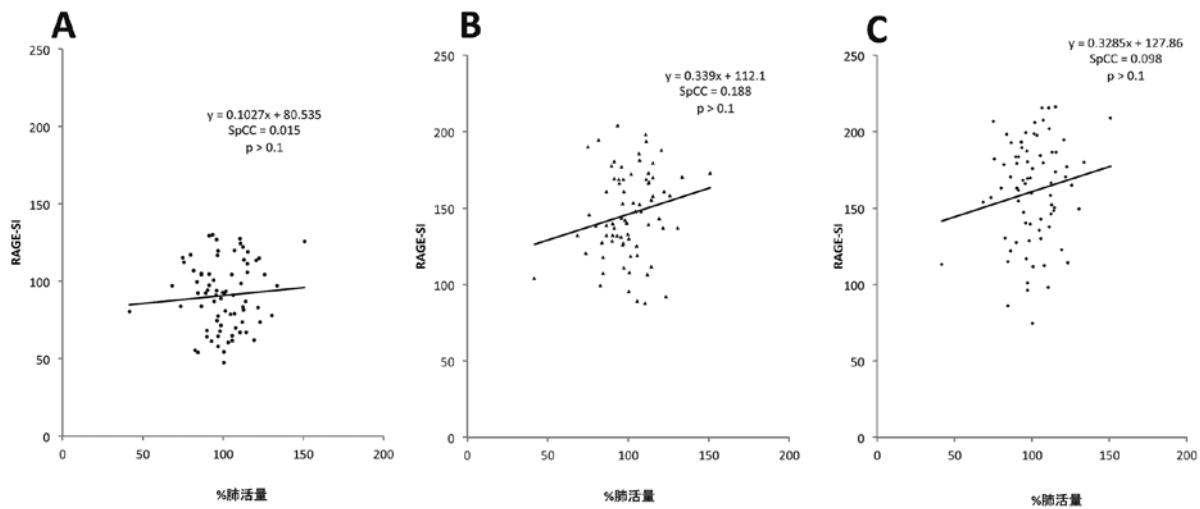 A
y = 0.1027x + 80.535
SpCC = 0.015
p > 0.1
RAGE-SI
250
200
150
100
50
0
0 50 100 150 200
%肺活量
B
y = 0.339x + 112.1
SpCC = 0.188
p > 0.1
RAGE-SI
250
200
150
100
50
0
0 50 100 150 200
%肺活量
C
y = 0.3285x + 127.86
SpCC = 0.098
p > 0.1
RAGE-SI
250
200
150
100
50
0
0 50 100 150 200
%肺活量